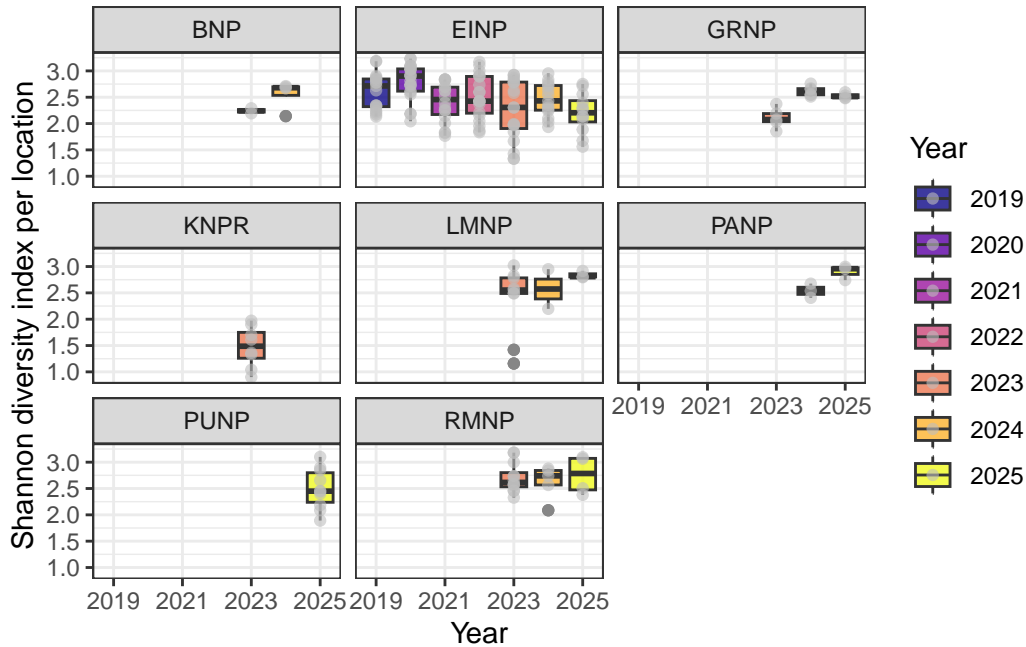 BNP EINP GRNP
3.0
2.5
2.0
1.5
1.0
KNPR LMNP PANP
3.0
2.5
2.0
1.5
1.0
2019 2021 2023 2025
PUNP RMNP
3.0
2.5
2.0
1.5
1.0
2019 2021 2023 2025 2019 2021 2023 2025
Year
Shannon diversity index per location
Year
2019
2020
2021
2022
2023
2024
2025